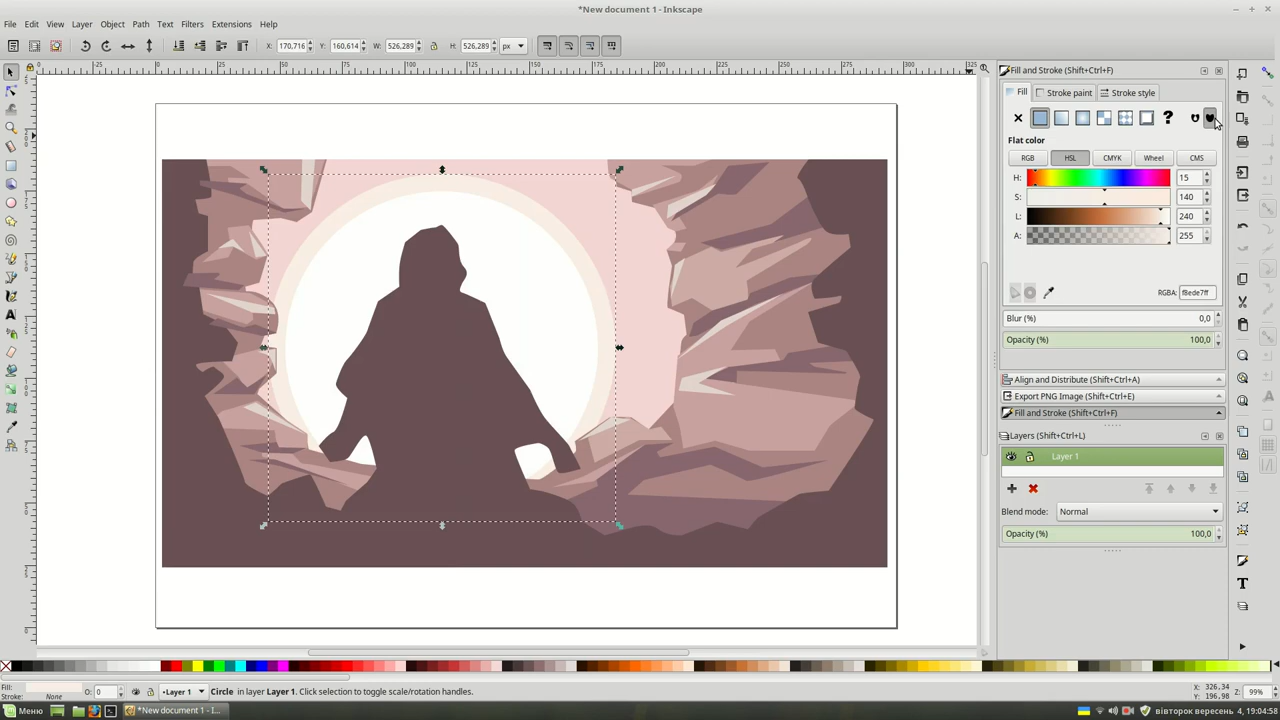 *New document 1 - Inkscape
File Edit View Layer Object Path Text Filters Extensions Help
X: 170,716 Y: 160,614 W: 526,289 H: 526,289 px
Fill and Stroke (Shift+Ctrl+F)
Fill Stroke paint Stroke style
Flat color
RGB HSL CMYK Wheel CMS
H: 15
S: 140
L: 240
A: 255
RGBA: f8ede7ff
Blur (%) 0,0
Opacity (%) 100,0
Align and Distribute (Shift+Ctrl+A)
Export PNG Image (Shift+Ctrl+E)
Fill and Stroke (Shift+Ctrl+F)
Layers (Shift+Ctrl+L)
Layer 1
Blend mode: Normal
Opacity (%) 100,0
Fill:
Stroke: None
O: 0
•Layer 1
Circle in layer Layer 1. Click selection to toggle scale/rotation handles.
X: 326,34
Y: 196,98
Z: 99%
Меню
*New document 1 - I...
вівторок вересень 4, 19:04:58